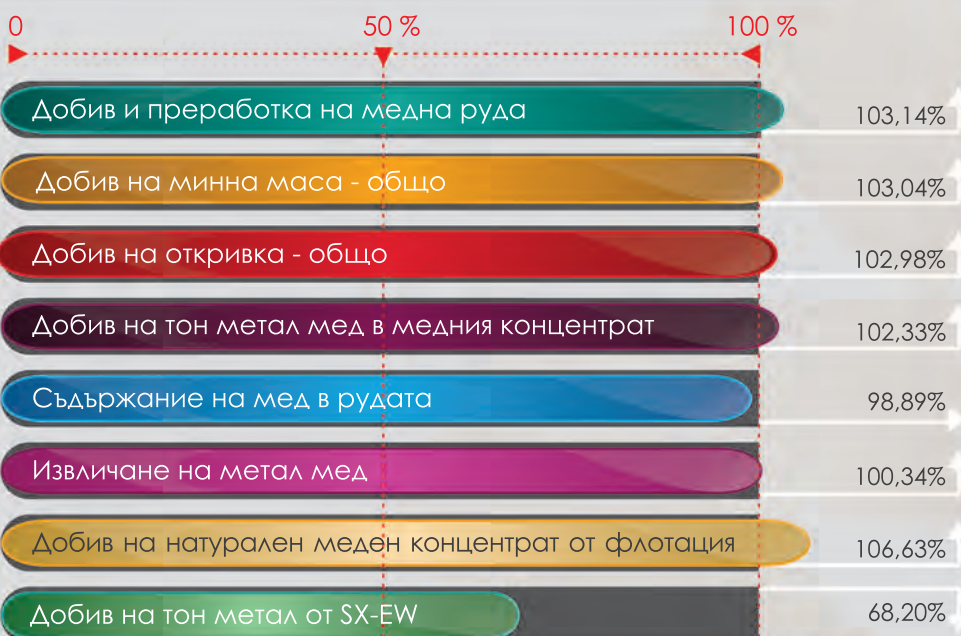 0 50 % 100 %
Добив и преработка на медна руда 103,14%
Добив на минна маса - общо 103,04%
Добив на откривка - общо 102,98%
Добив на тон метал мед в медния концентрат 102,33%
Съдържание на мед в рудата 98,89%
Извличане на метал мед 100,34%
Добив на натурален меден концентрат от флотация 106,63%
Добив на тон метал от SX-EW 68,20%